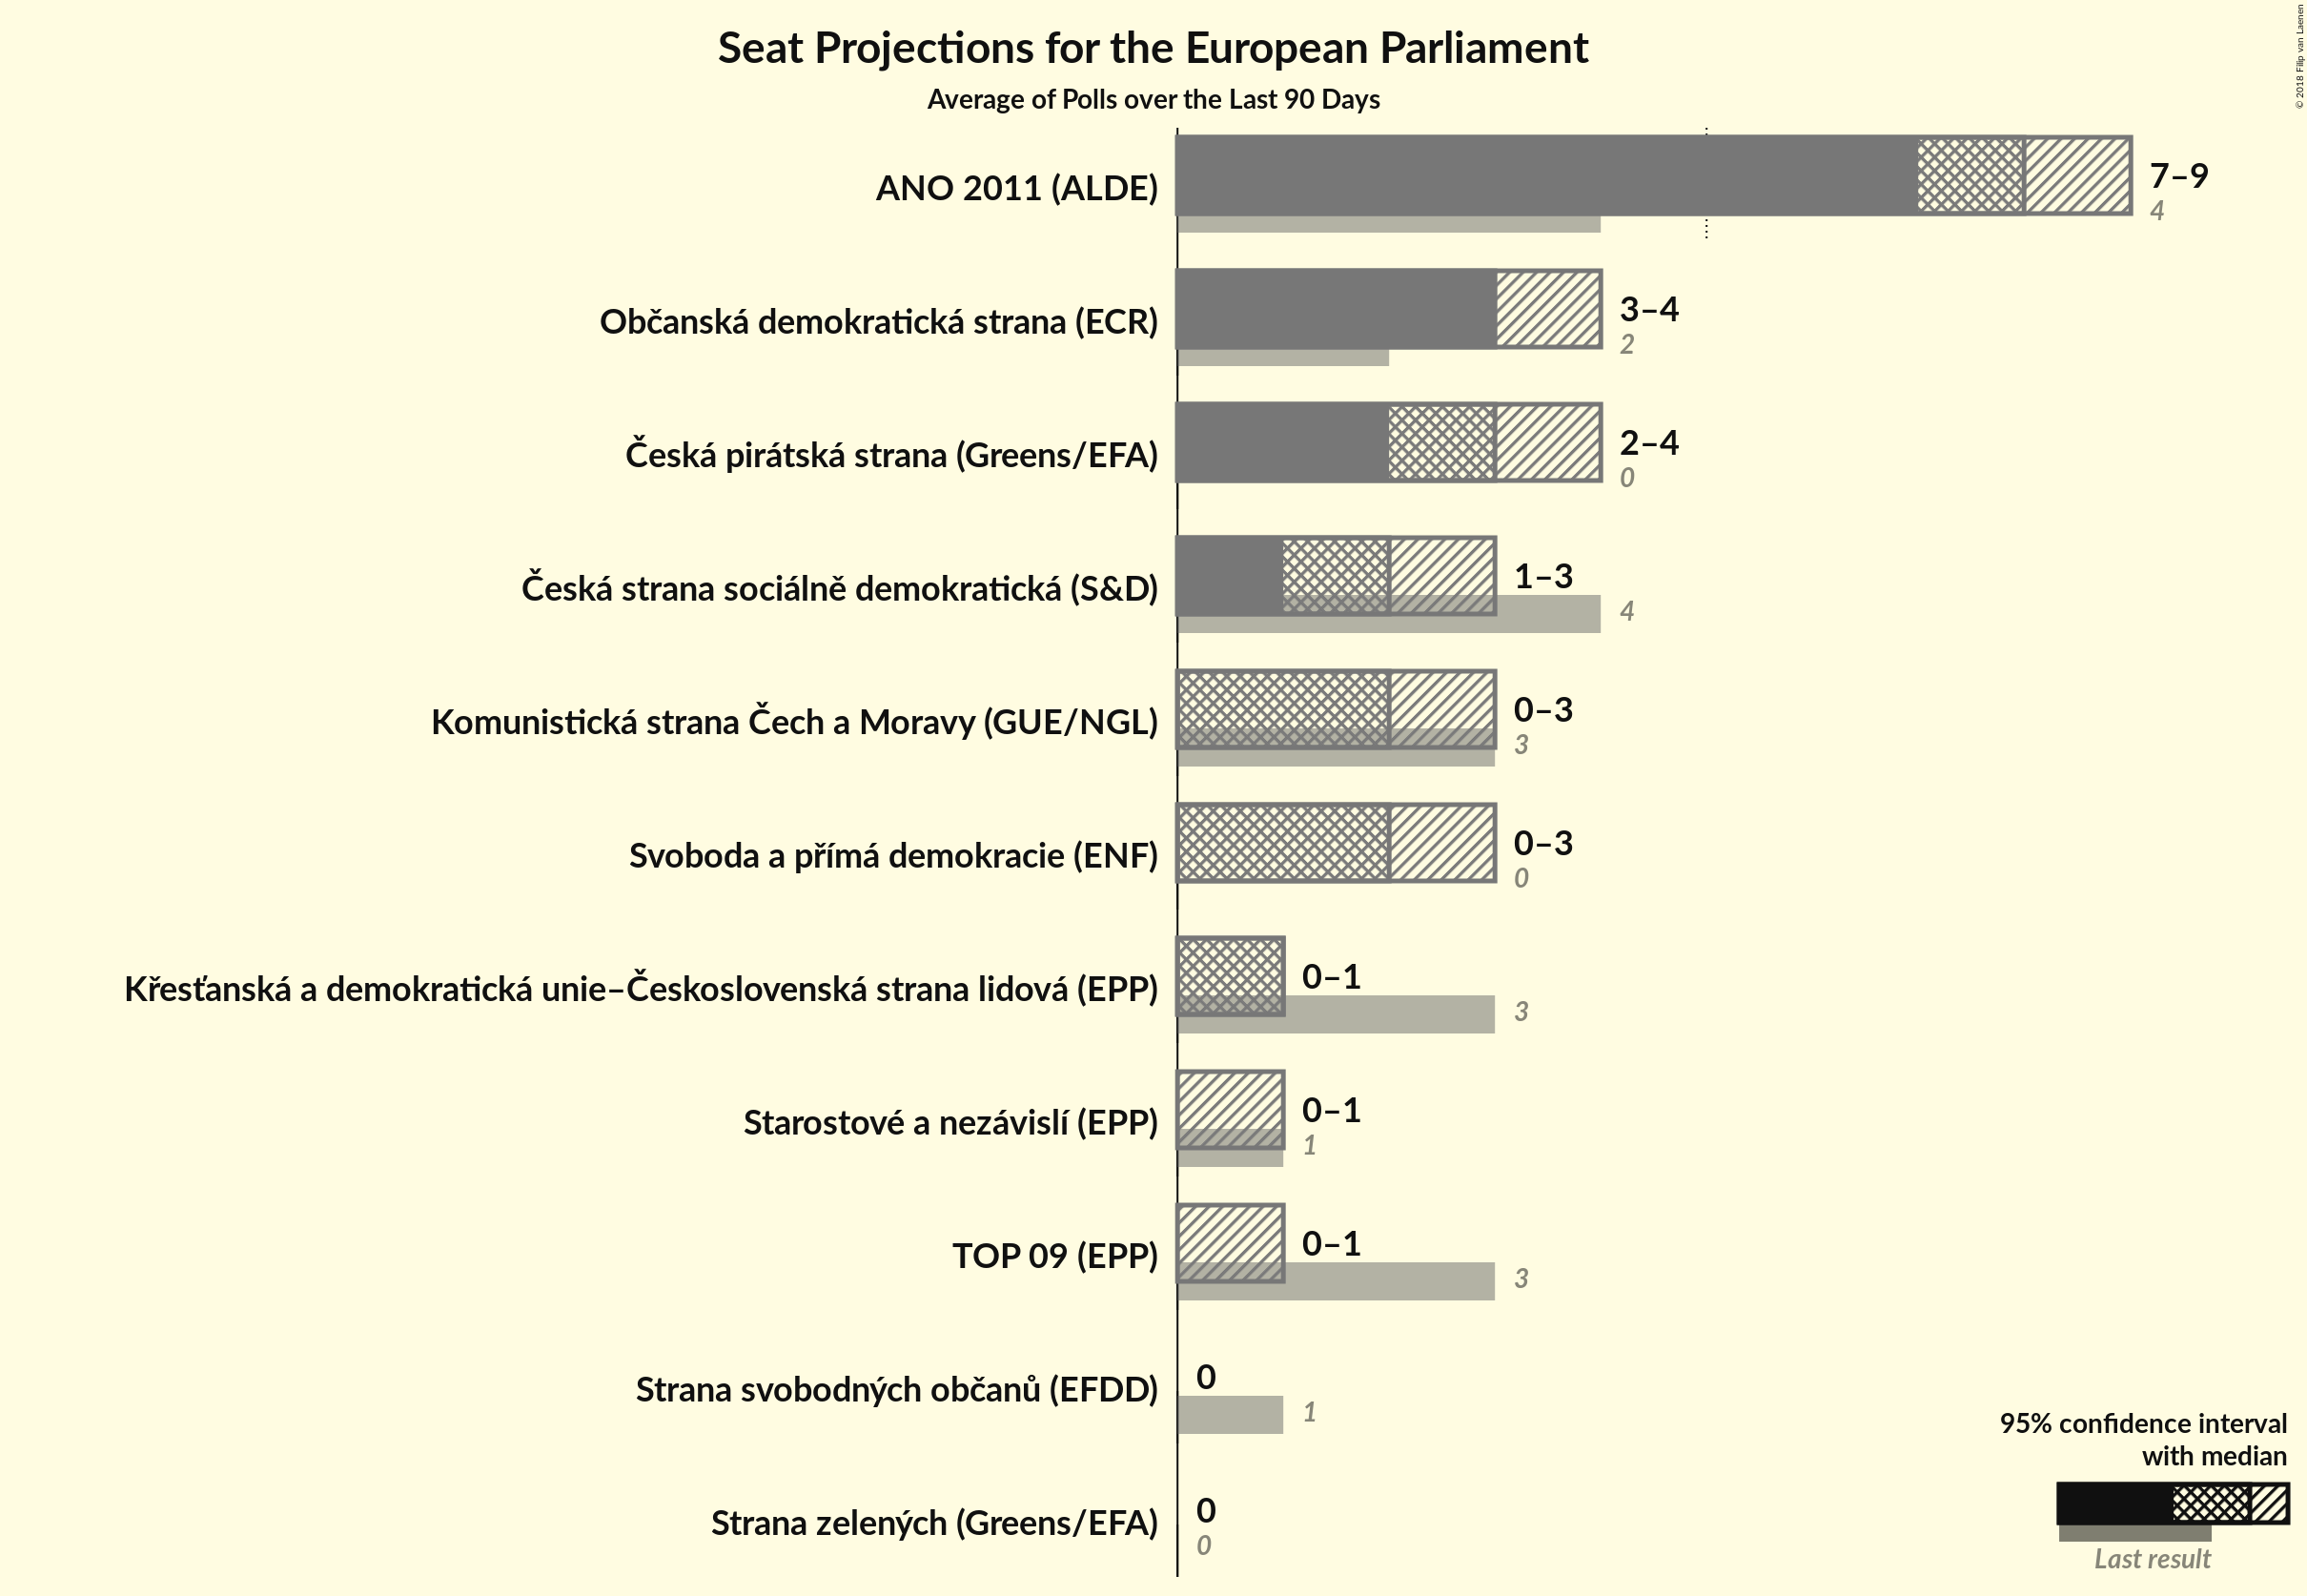 Seat Projections for the European Parliament
Average of Polls over the Last 90 Days
© 2018 Filip van Laenen
ANO 2011 (ALDE)
7–9
4
Občanská demokratická strana (ECR)
3–4
2
Česká pirátská strana (Greens/EFA)
2–4
0
Česká strana sociálně demokratická (S&D)
1–3
4
Komunistická strana Čech a Moravy (GUE/NGL)
0–3
3
Svoboda a přímá demokracie (ENF)
0–3
0
Křesťanská a demokratická unie–Československá strana lidová (EPP)
0–1
3
Starostové a nezávislí (EPP)
0–1
1
TOP 09 (EPP)
0–1
3
Strana svobodných občanů (EFDD)
0
1
Strana zelených (Greens/EFA)
0
0
95% confidence interval
with median
Last result